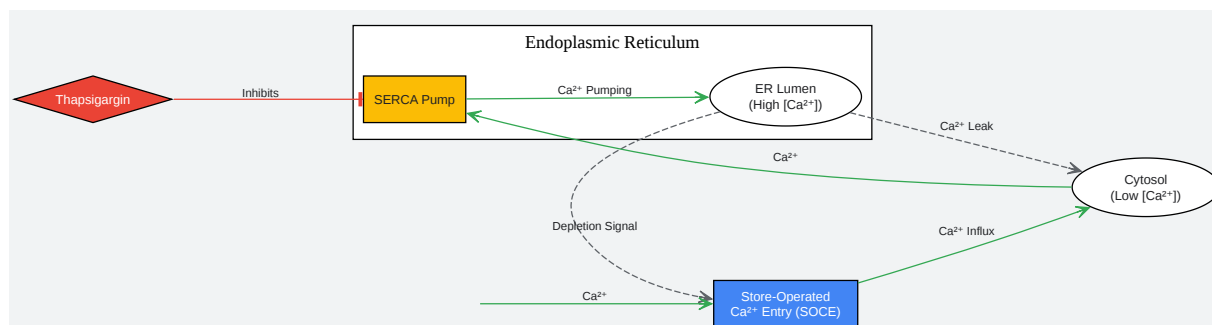 Endoplasmic Reticulum
Thapsigargin
Inhibits
SERCA Pump
Ca²⁺ Pumping
ER Lumen
(High [Ca²⁺])
Ca²⁺ Leak
Ca²⁺
Cytosol
(Low [Ca²⁺])
Depletion Signal
Ca²⁺ Influx
Ca²⁺
Store-Operated
Ca²⁺ Entry (SOCE)